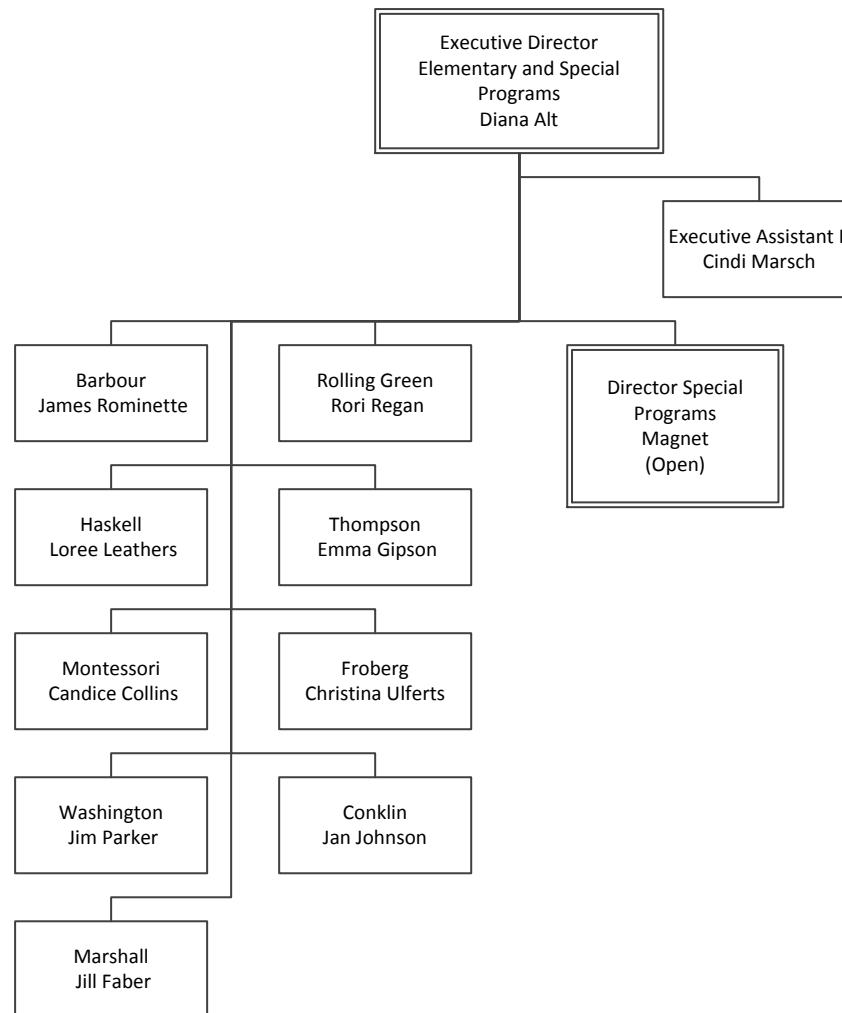 Executive Director
Elementary and Special
Programs
Diana Alt
Executive Assistant
Cindi Marsch
Barbour
James Rominette
Rolling Green
Rori Regan
Director Special
Programs
Magnet
(Open)
Haskell
Loree Leathers
Thompson
Emma Gipson
Montessori
Candice Collins
Froberg
Christina Ulferts
Washington
Jim Parker
Conklin
Jan Johnson
Marshall
Jill Faber